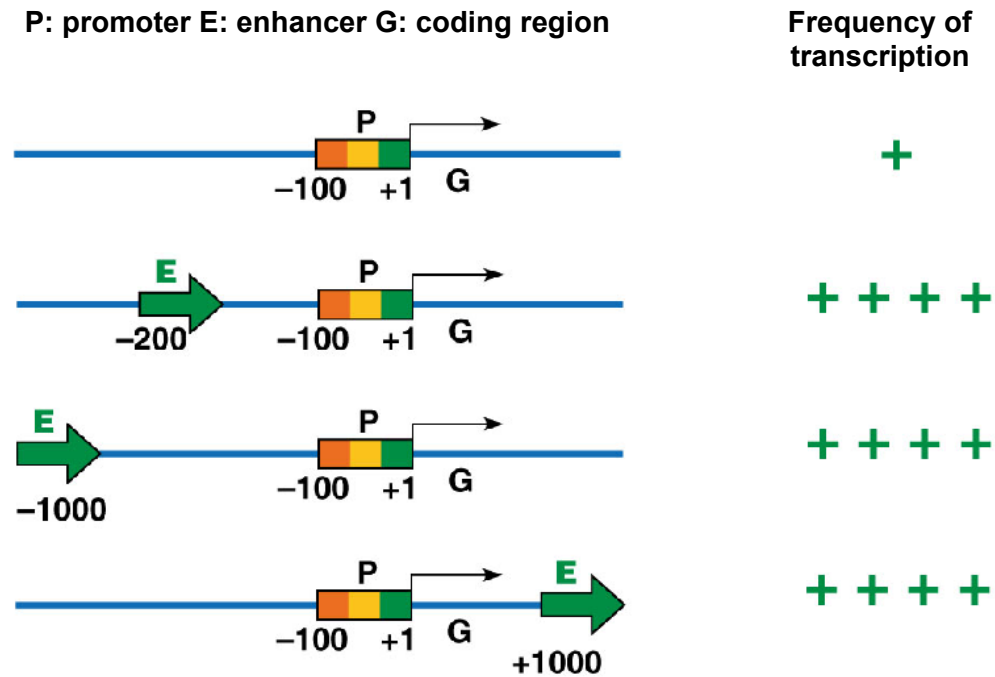 P: promoter E: enhancer G: coding region
Frequency of
transcription
P
−100 +1 G
+
E
P
−200 −100 +1 G
+ + + +
E
P
−1000 −100 +1 G
+ + + +
P
E
−100 +1 G
+1000
+ + + +